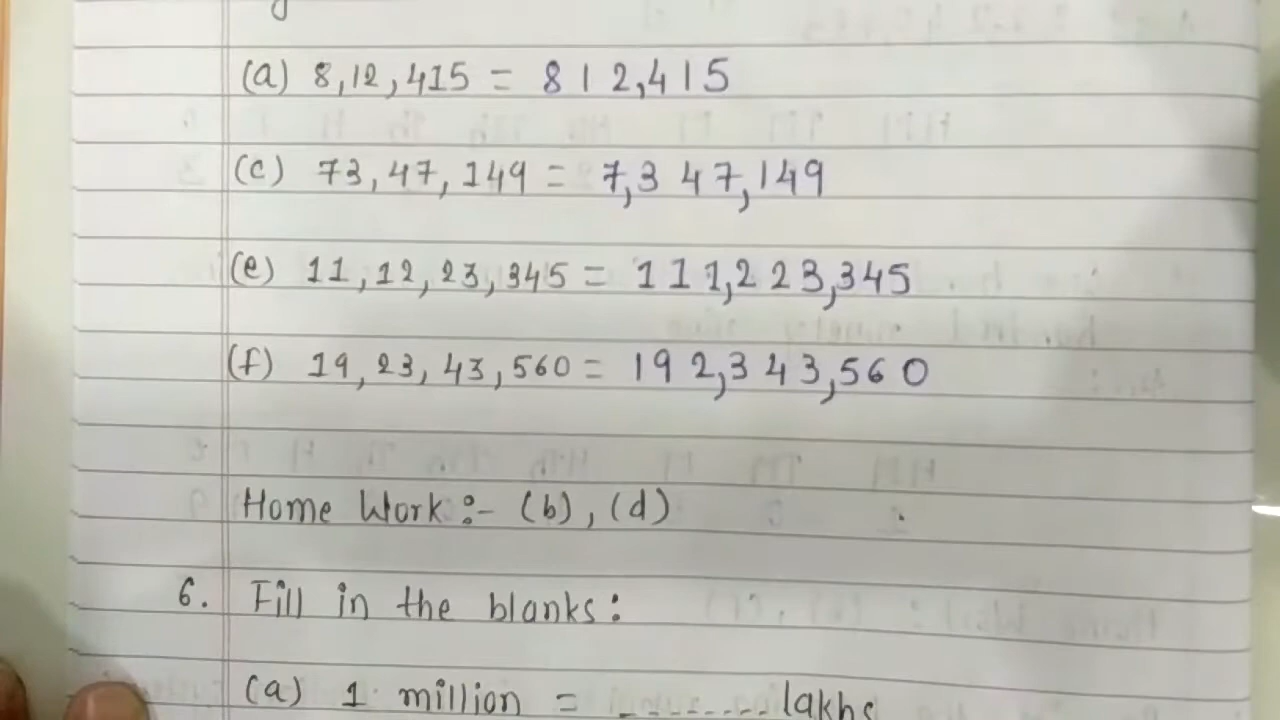 (a) 8,12,415 = 812,415
(c) 73,47,149 = 7,347,149
(e) 11,12,23,345 = 111,223,345
(f) 19,23,43,560 = 192,343,560
Home Work :- (b), (d)
6. Fill in the blanks:
(a) 1 million = -------- lakhs